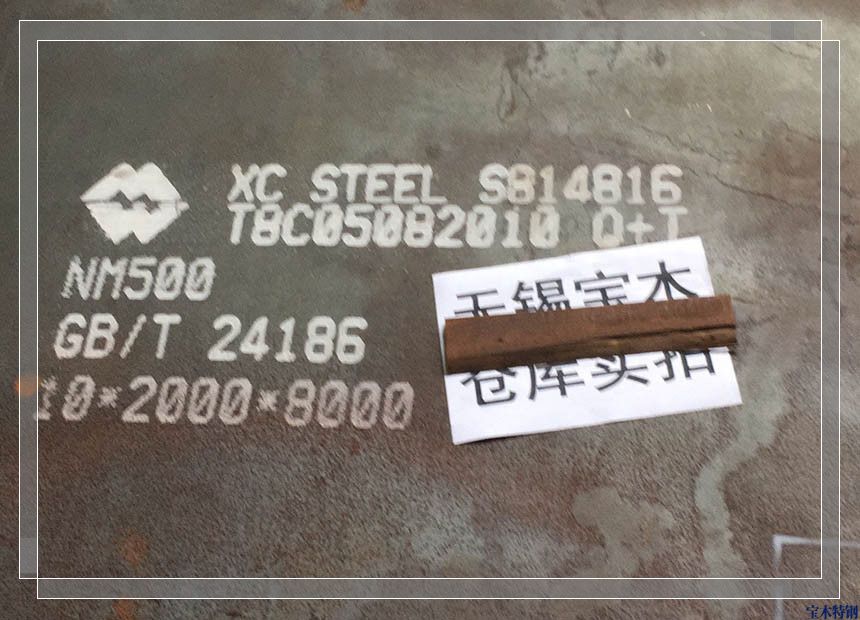 XC STEEL S814816
T8C05082010 Q+T
NM500
GB/T 24186
10*2000*8000
无锡宝木
仓库实拍
宝木特钢